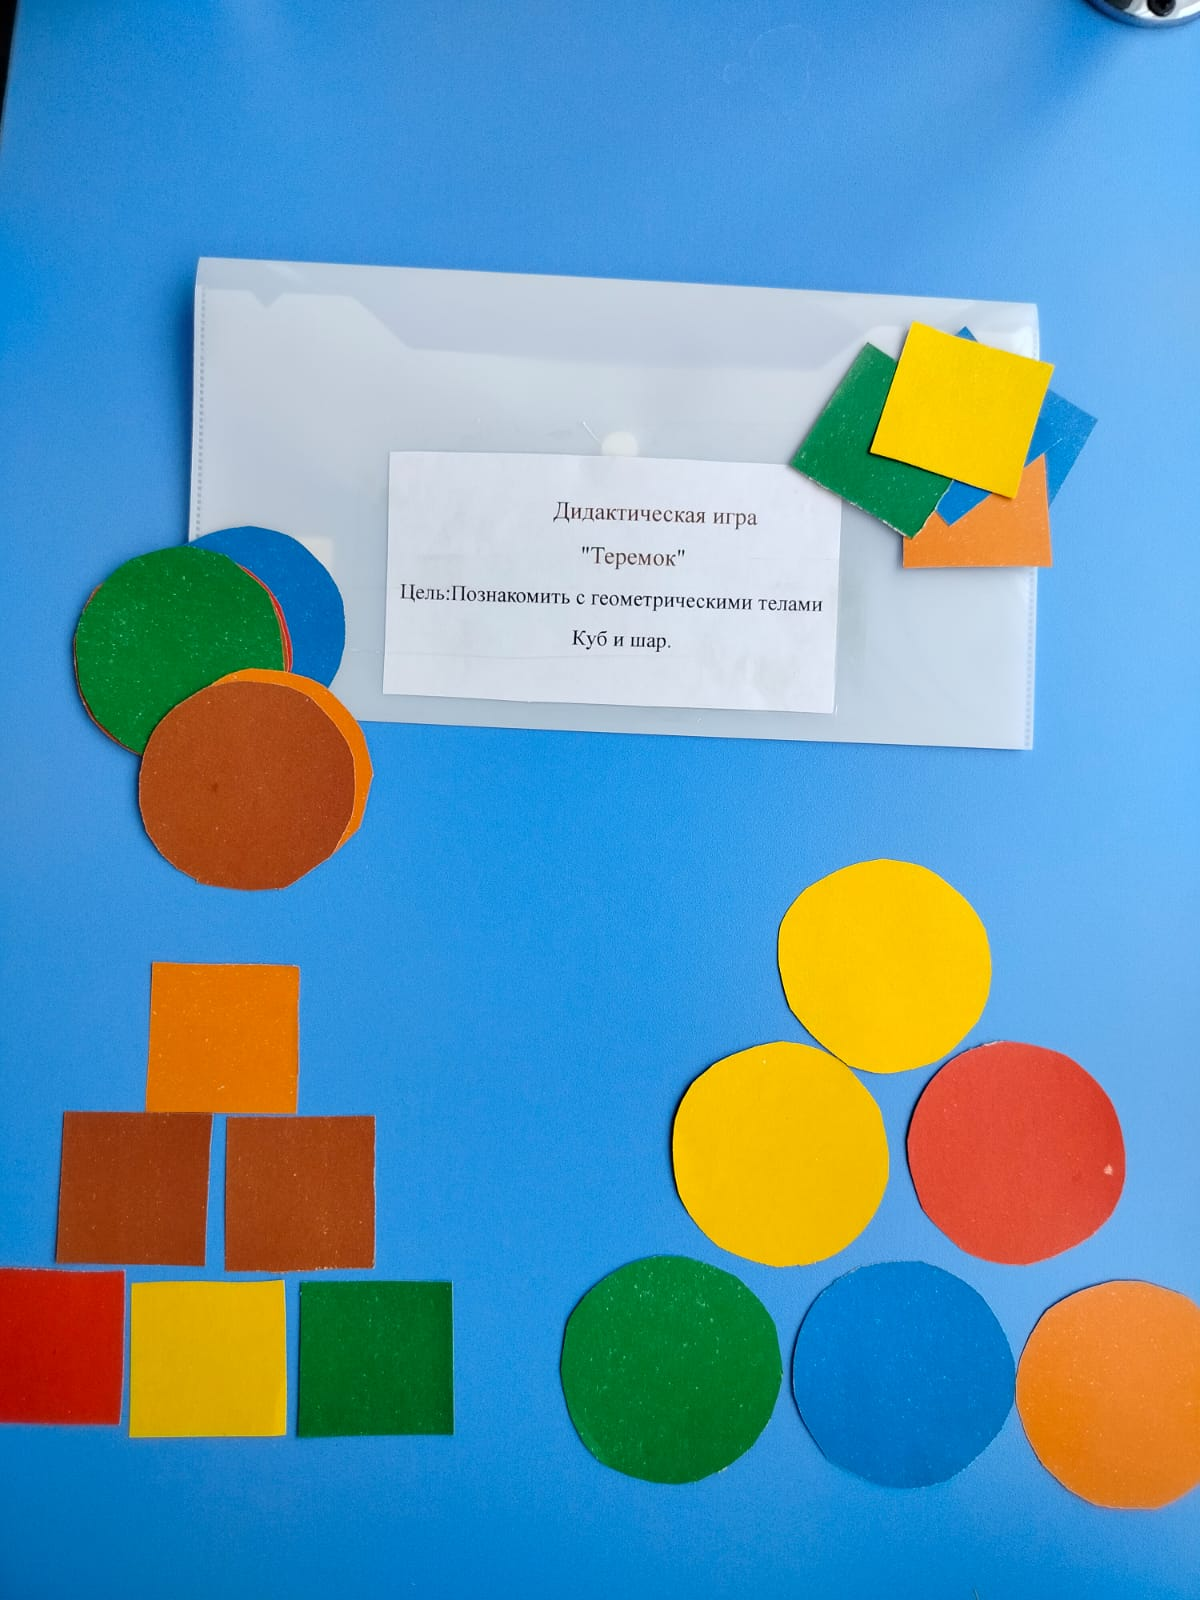 Дидактическая игра
"Теремок"
Цель:Познакомить с геометрическими телами
Куб и шар.